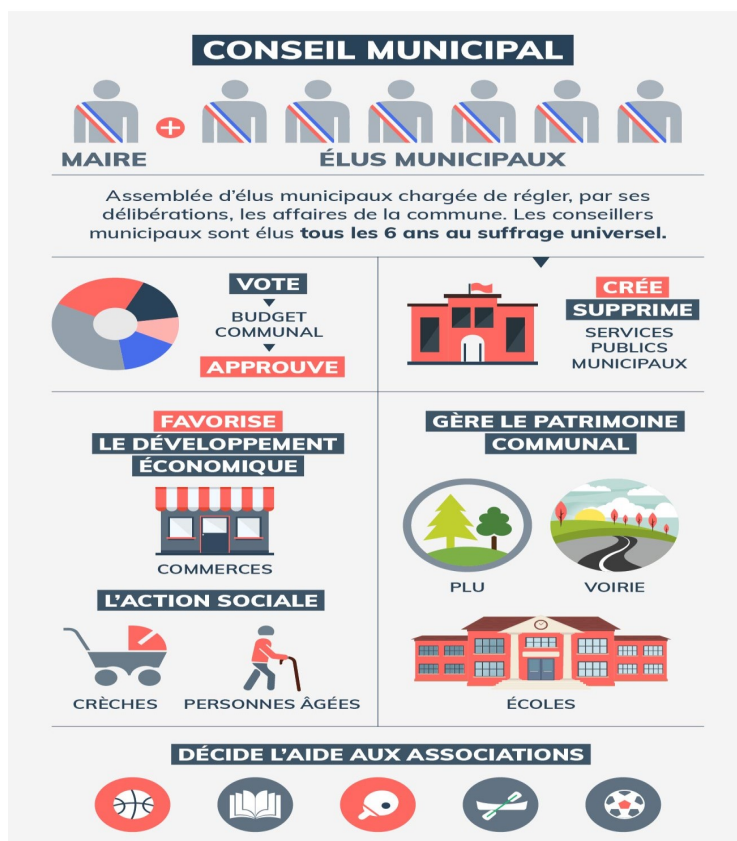 CONSEIL MUNICIPAL
MAIRE
ÉLUS MUNICIPAUX
Assemblée d'élus municipaux chargée de régler, par ses
délibérations, les affaires de la commune. Les conseillers
municipaux sont élus tous les 6 ans au suffrage universel.
VOTE
BUDGET
COMMUNAL
APPROUVE
CRÉE
SUPPRIME
SERVICES
PUBLICS
MUNICIPAUX
FAVORISE
LE DÉVELOPPEMENT
ÉCONOMIQUE
COMMERCES
L'ACTION SOCIALE
CRÈCHES
PERSONNES ÂGÉES
GÈRE LE PATRIMOINE
COMMUNAL
PLU
VOIRIE
ÉCOLES
DÉCIDE L'AIDE AUX ASSOCIATIONS